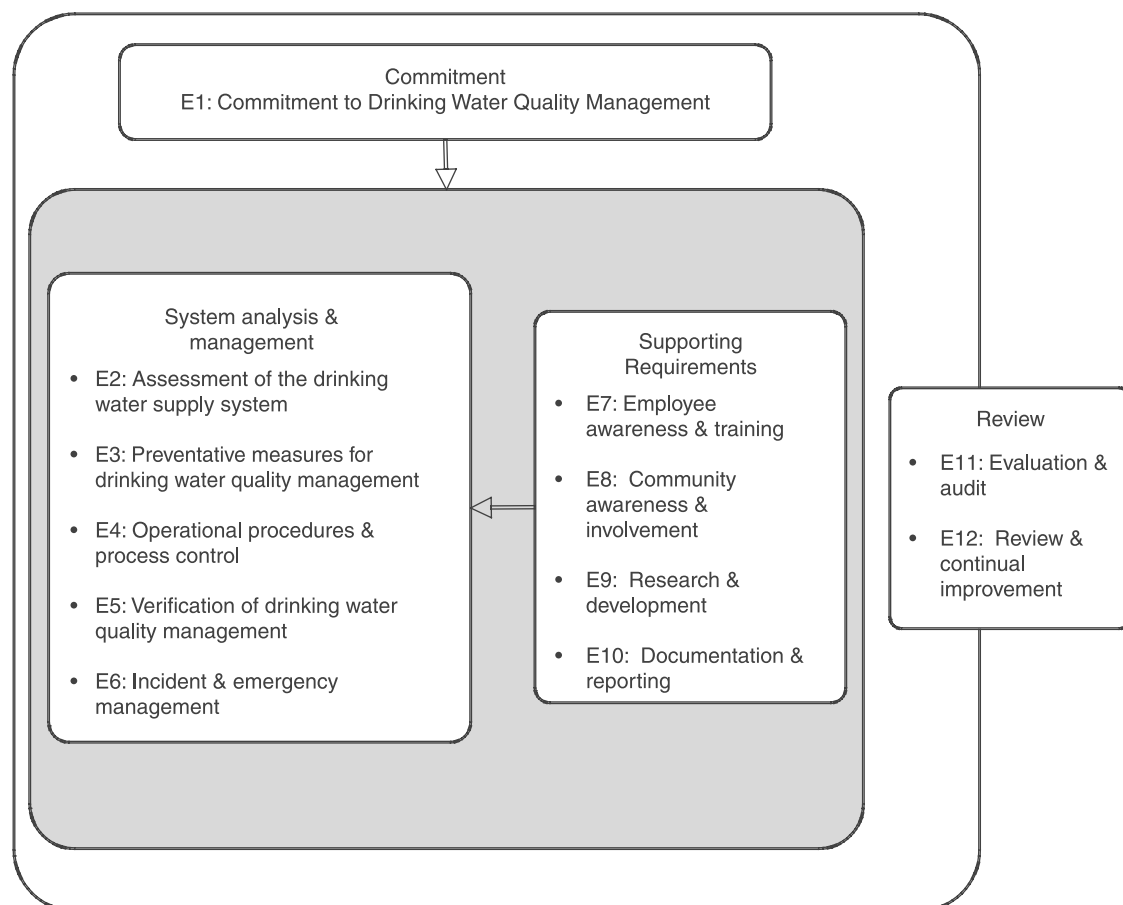 Commitment
E1: Commitment to Drinking Water Quality Management
System analysis &
management
• E2: Assessment of the drinking
water supply system
• E3: Preventative measures for
drinking water quality management
• E4: Operational procedures &
process control
• E5: Verification of drinking water
quality management
• E6: Incident & emergency
management
Supporting
Requirements
• E7: Employee
awareness & training
• E8: Community
awareness &
involvement
• E9: Research &
development
• E10: Documentation &
reporting
Review
• E11: Evaluation &
audit
• E12: Review &
continual
improvement